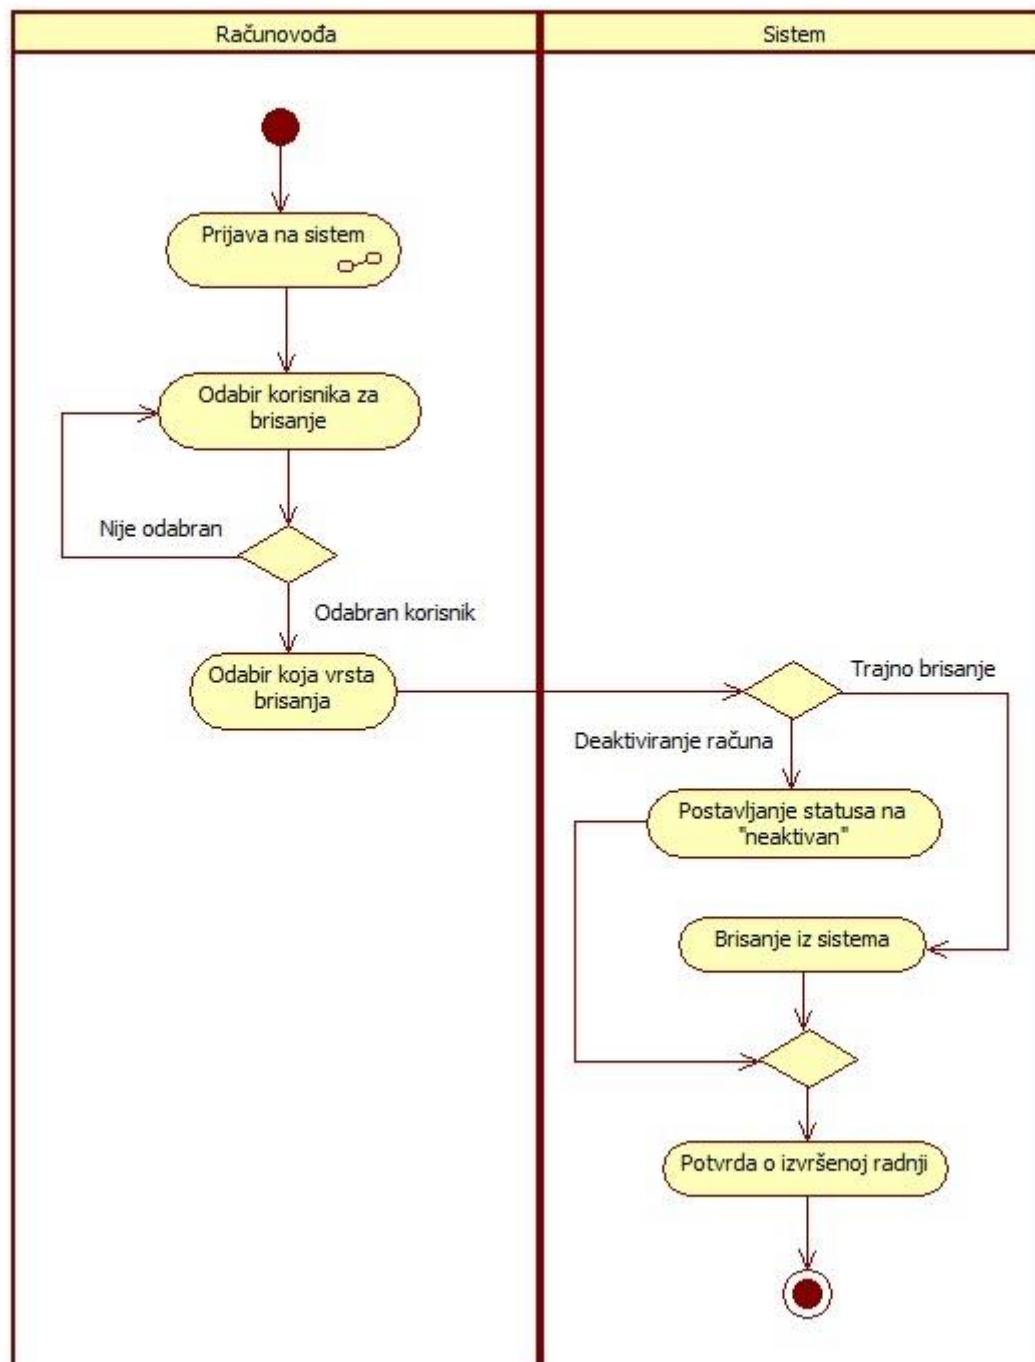 Računovođa
Sistem
Prijava na sistem
Odabir korisnika za
brisanje
Nije odabran
Odabran korisnik
Odabir koja vrsta
brisanja
Trajno brisanje
Deaktiviranje računa
Postavljanje statusa na
"neaktivan"
Brisanje iz sistema
Potvrda o izvršenoj radnji